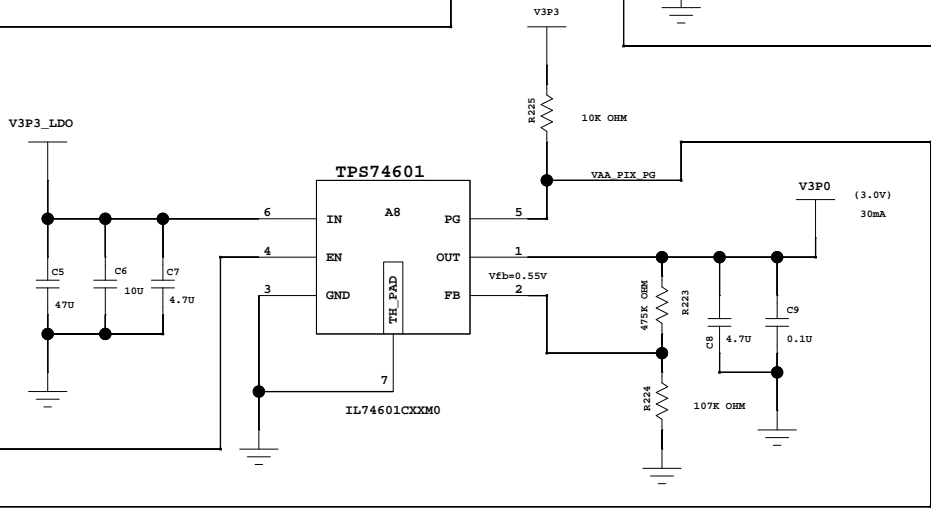 V3P3
R225
10K OHM
V3P3_LDO
TPS74601
VAA_PIX_PG
V3P0
(3.0V)
30mA
6
IN
A8
PG
5
4
EN
OUT
1
Vfb=0.55V
3
GND
TH_PAD
FB
2
C5
47U
C6
10U
C7
4.7U
475K OHM
R223
C8
4.7U
C9
0.1U
7
IL74601CXXM0
R224
107K OHM